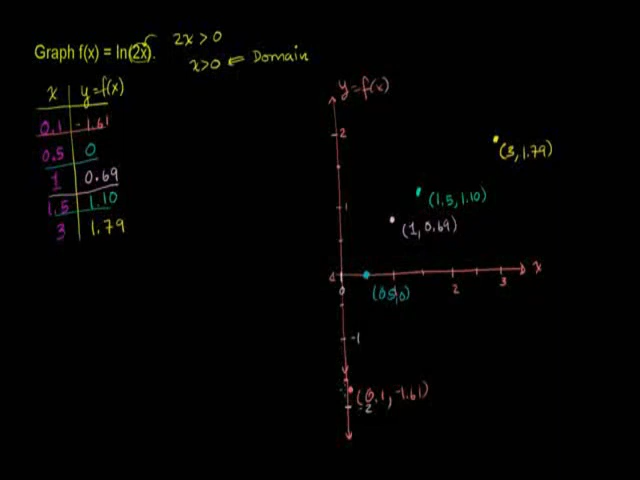 Graph f(x) = ln(2x). 2x > 0
x > 0 ⇐ Domain
x y = f(x)
0.1 -1.61
0.5 0
1 0.69
1.5 1.10
3 1.79
y = f(x)
2
(3, 1.79)
1
(1.5, 1.10)
(1, 0.69)
x
0 2 3
(0.5, 0)
-1
(0.1, -1.61)
-2